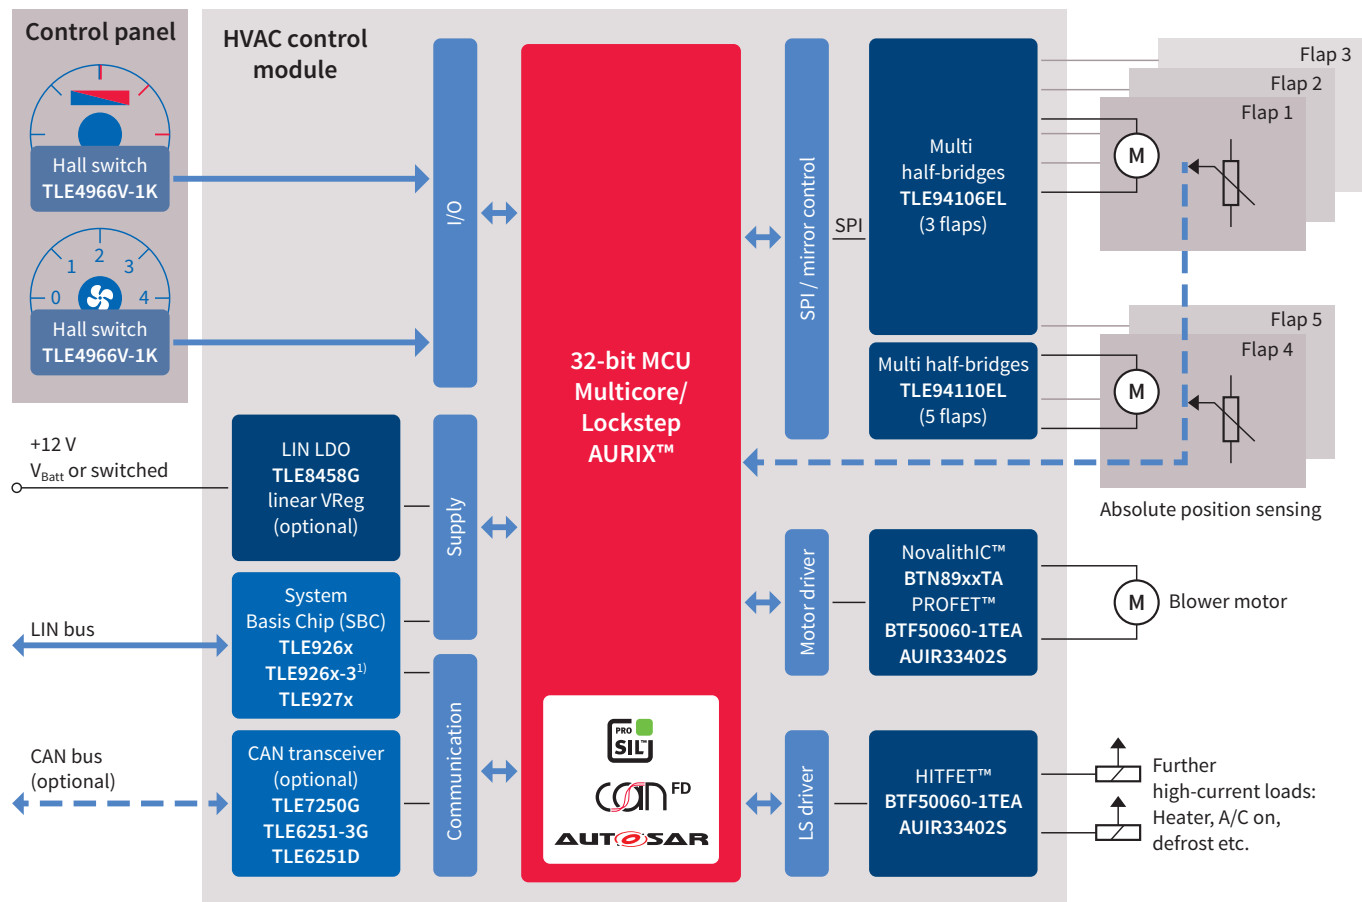 Control panel
Hall switch
TLE4966V-1K
0
1
2
3
4
Hall switch
TLE4966V-1K
+12 V
VBatt or switched
LIN bus
CAN bus
(optional)
HVAC control
module
LIN LDO
TLE8458G
linear VReg
(optional)
System
Basis Chip (SBC)
TLE926x
TLE926x-3¹⁾
TLE927x
CAN transceiver
(optional)
TLE7250G
TLE6251-3G
TLE6251D
I/O
Supply
Communication
32-bit MCU
Multicore/
Lockstep
AURIX™
PRO
SIL™
CAN FD
AUTOSAR
SPI / mirror control
SPI
Motor driver
LS driver
Multi
half-bridges
TLE94106EL
(3 flaps)
Multi half-bridges
TLE94110EL
(5 flaps)
NovalithIC™
BTN89xxTA
PROFET™
BTF50060-1TEA
AUIR33402S
HITFET™
BTF50060-1TEA
AUIR33402S
Flap 3
Flap 2
Flap 1
M
Flap 5
Flap 4
M
Absolute position sensing
M
Blower motor
Further
high-current loads:
Heater, A/C on,
defrost etc.